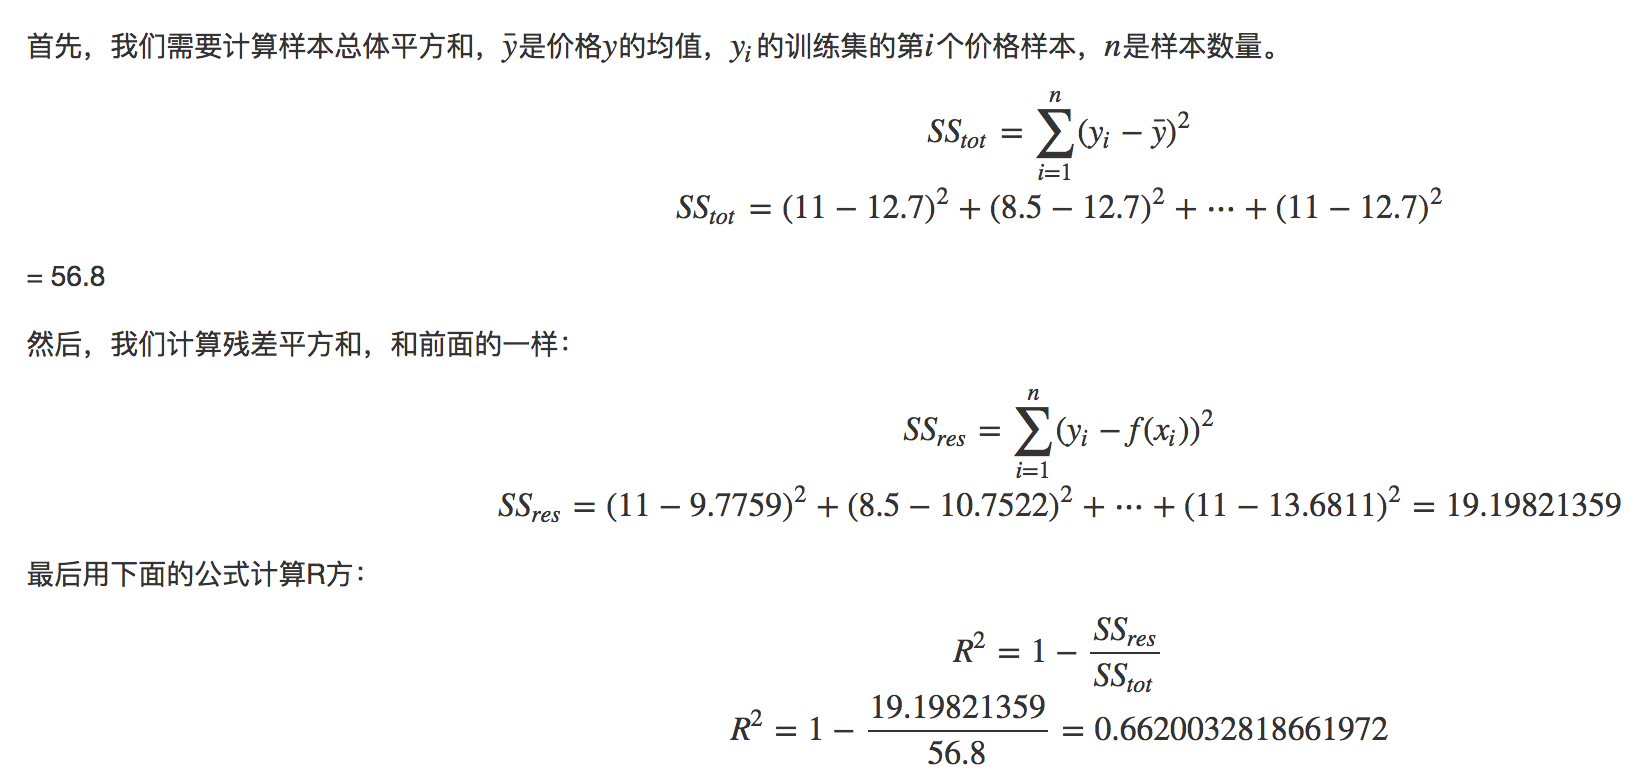 首先，我们需要计算样本总体平方和，ȳ是价格y的均值，yᵢ的训练集的第i个价格样本，n是样本数量。
SS_{tot} = \sum_{i=1}^{n}(y_i − ȳ)^2
SS_{tot} = (11 − 12.7)^2 + (8.5 − 12.7)^2 + ⋯ + (11 − 12.7)^2
= 56.8
然后，我们计算残差平方和，和前面的一样：
SS_{res} = \sum_{i=1}^{n}(y_i − f(x_i))^2
SS_{res} = (11 − 9.7759)^2 + (8.5 − 10.7522)^2 + ⋯ + (11 − 13.6811)^2 = 19.19821359
最后用下面的公式计算R方：
R^2 = 1 − \frac{SS_{res}}{SS_{tot}}
R^2 = 1 − \frac{19.19821359}{56.8} = 0.6620032818661972